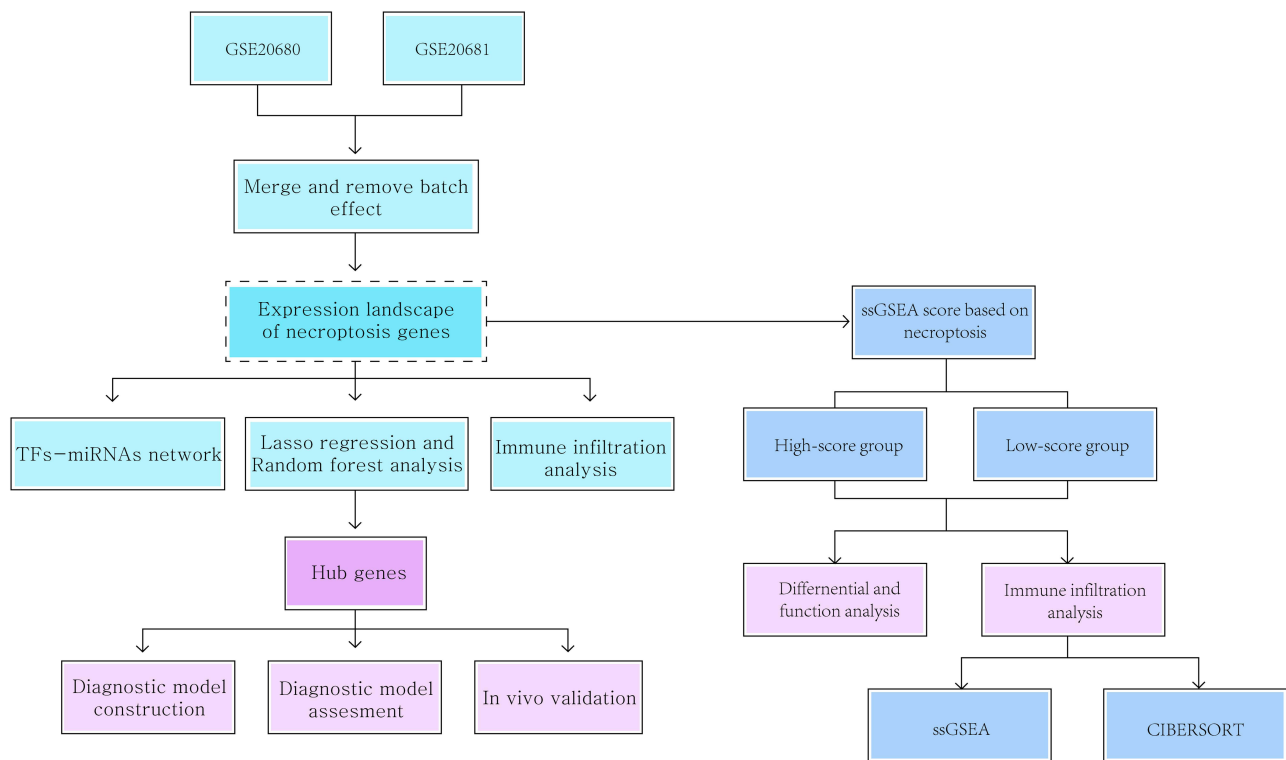 GSE20680
GSE20681
Merge and remove batch
effect
Expression landscape
of necroptosis genes
ssGSEA score based on
necroptosis
TFs-miRNAs network
Lasso regression and
Random forest analysis
Immune infiltration
analysis
High-score group
Low-score group
Hub genes
Differnential and
function analysis
Immune infiltration
analysis
Diagnostic model
construction
Diagnostic model
assesment
In vivo validation
ssGSEA
CIBERSORT